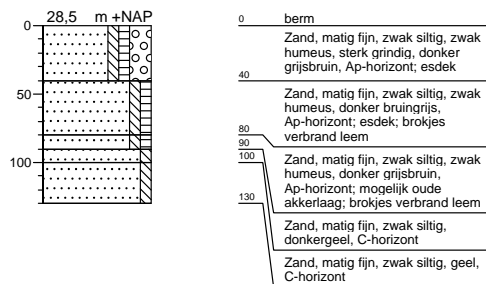 28,5 m +NAP
0
50
100
0 berm
Zand, matig fijn, zwak siltig, zwak
humeus, sterk grindig, donker
grijsbruin, Ap-horizont; esdek
40
Zand, matig fijn, zwak siltig, zwak
humeus, donker bruingrijs,
Ap-horizont; esdek; brokjes
verbrand leem
80
Zand, matig fijn, zwak siltig, zwak
humeus, donker grijsbruin,
Ap-horizont; mogelijk oude
akkerlaag; brokjes verbrand leem
90
Zand, matig fijn, zwak siltig,
donkergeel, C-horizont
100
Zand, matig fijn, zwak siltig, geel,
C-horizont
130